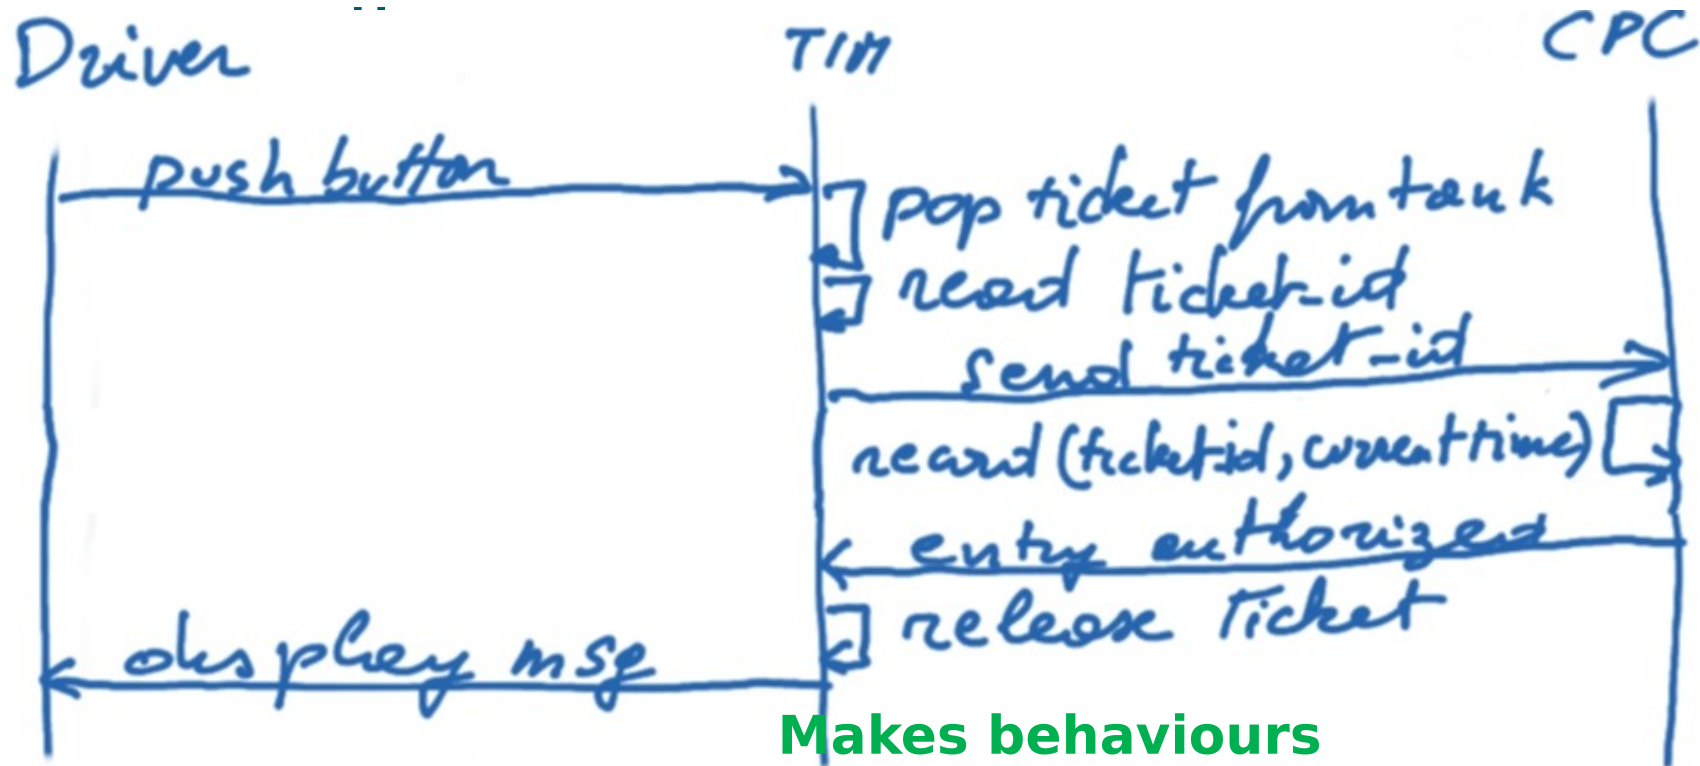 Driver TIM CPC
push button
pop ticket from tank
read ticket-id
send ticket-id
record (ticket-id, current time)
entry authorized
release ticket
display msg
Makes behaviours